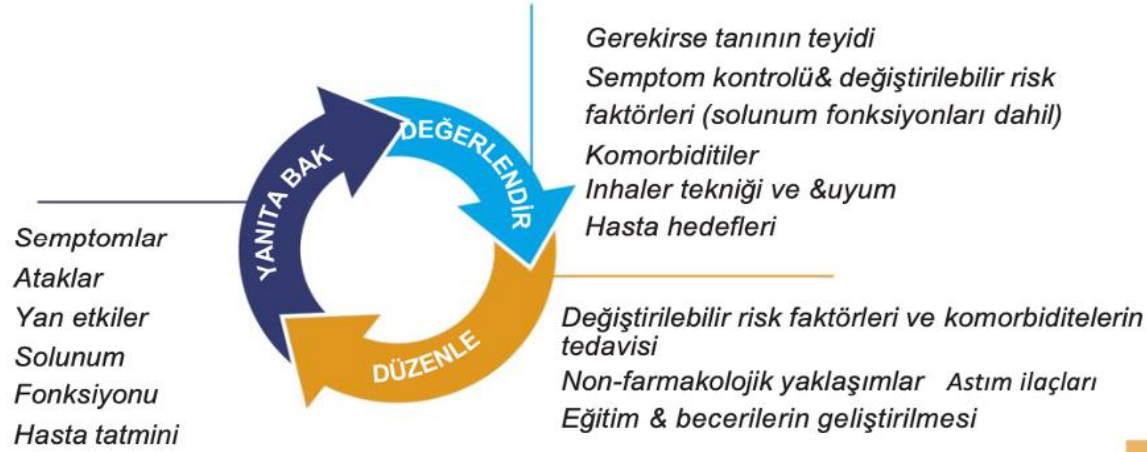 Gerekirse tanının teyidi
Semptom kontrolü& değiştirilebilir risk
faktörleri (solunum fonksiyonları dahil)
Komorbiditiler
Inhaler tekniği ve &uyum
Hasta hedefleri
DEĞERLENDİR
YANITA BAK
DÜZENLE
Semptomlar
Ataklar
Yan etkiler
Solunum
Fonksiyonu
Hasta tatmini
Değiştirilebilir risk faktörleri ve komorbiditelerin
tedavisi
Non-farmakolojik yaklaşımlar Astım ilaçları
Eğitim & becerilerin geliştirilmesi